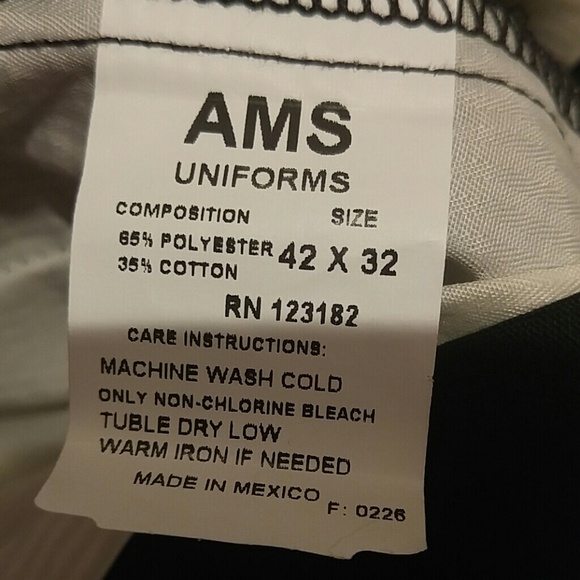 AMS
UNIFORMS
COMPOSITION SIZE
65% POLYESTER 42 X 32
35% COTTON
RN 123182
CARE INSTRUCTIONS:
MACHINE WASH COLD
ONLY NON-CHLORINE BLEACH
TUBLE DRY LOW
WARM IRON IF NEEDED
MADE IN MEXICO
F: 0226